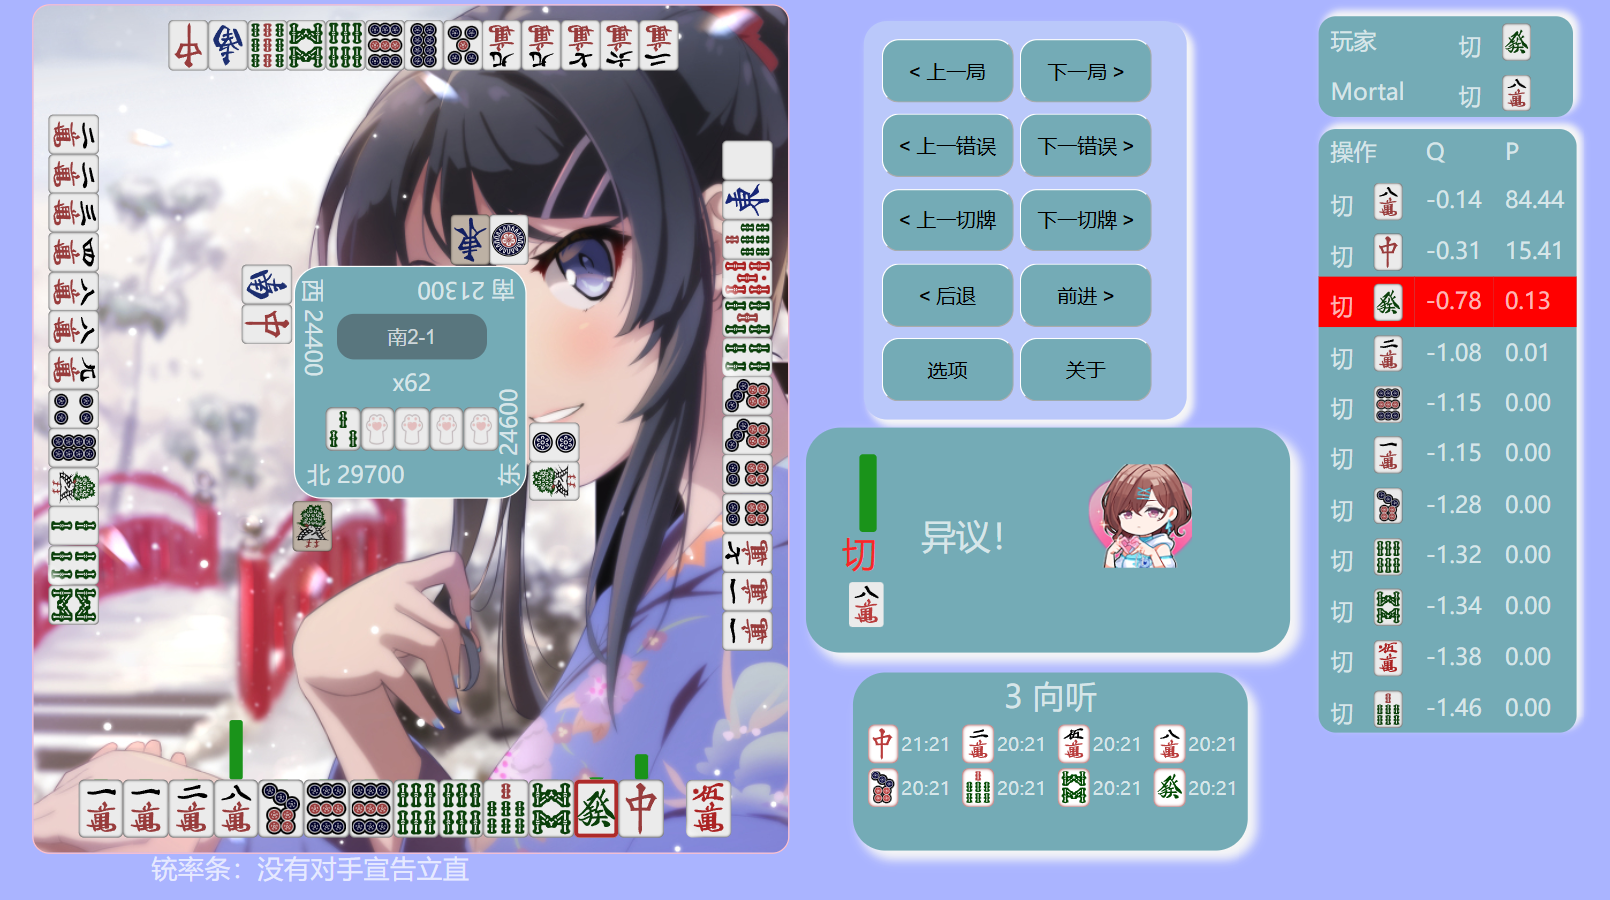 西 24400
南 21300
南2-1
x62
东 24600
北 29700
铳率条：没有对手宣告立直
< 上一局
下一局 >
< 上一错误
下一错误 >
< 上一切牌
下一切牌 >
< 后退
前进 >
选项
关于
切
异议！
3 向听
21:21
20:21
20:21
20:21
20:21
20:21
20:21
20:21
玩家 切
Mortal 切
操作 Q P
切 -0.14 84.44
切 -0.31 15.41
切 -0.78 0.13
切 -1.08 0.01
切 -1.15 0.00
切 -1.15 0.00
切 -1.28 0.00
切 -1.32 0.00
切 -1.34 0.00
切 -1.38 0.00
切 -1.46 0.00